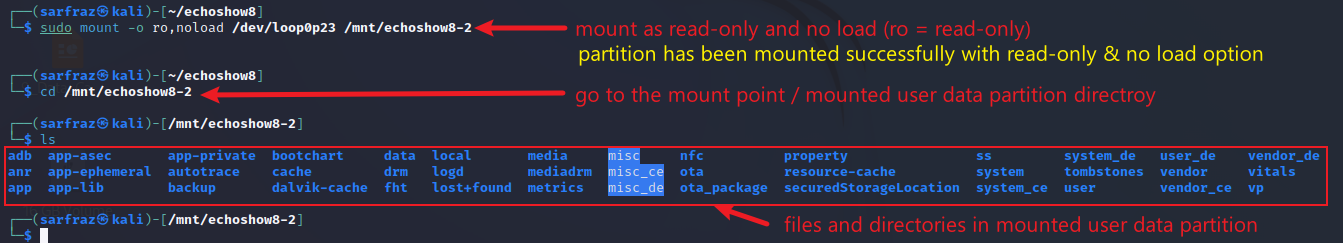 ┌──(sarfraz㉿kali)-[~/echoshow8]
└─$ sudo mount -o ro,noload /dev/loop0p23 /mnt/echoshow8-2
mount as read-only and no load (ro = read-only)
partition has been mounted successfully with read-only & no load option
┌──(sarfraz㉿kali)-[~/echoshow8]
└─$ cd /mnt/echoshow8-2
go to the mount point / mounted user data partition directroy
┌──(sarfraz㉿kali)-[/mnt/echoshow8-2]
└─$ ls
adb app-asec app-private bootchart data local media misc nfc property ss system_de user_de vendor_de
anr app-ephemeral autotrace cache drm logd mediadrm misc_ce ota resource-cache system tombstones vendor vitals
app app-lib backup dalvik-cache fht lost+found metrics misc_de ota_package securedStorageLocation system_ce user vendor_ce vp
┌──(sarfraz㉿kali)-[/mnt/echoshow8-2]
└─$
files and directories in mounted user data partition